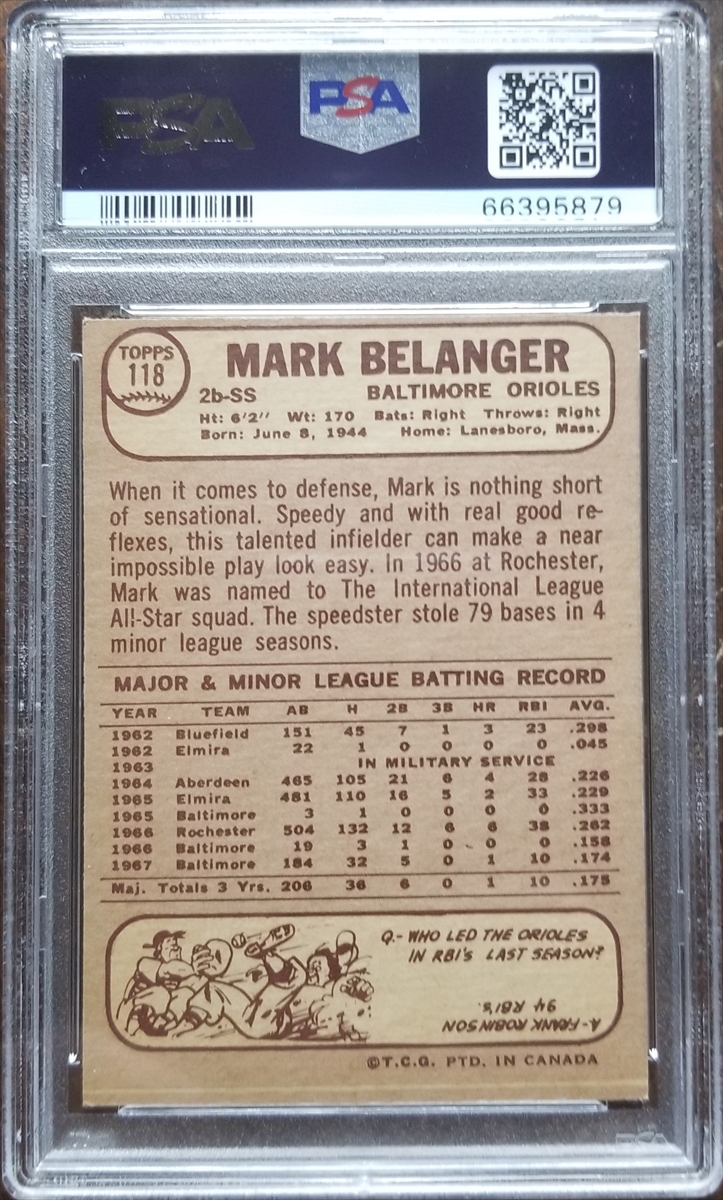 PSA
PSA
66395879
TOPPS
118
MARK BELANGER
2b-SS BALTIMORE ORIOLES
Ht: 6'2" Wt: 170 Bats: Right Throws: Right
Born: June 8, 1944 Home: Lanesboro, Mass.
When it comes to defense, Mark is nothing short
of sensational. Speedy and with real good re-
flexes, this talented infielder can make a near
impossible play look easy. In 1966 at Rochester,
Mark was named to The International League
All-Star squad. The speedster stole 79 bases in 4
minor league seasons.
MAJOR & MINOR LEAGUE BATTING RECORD
YEAR TEAM AB H 2B 3B HR RBI AVG.
1962 Bluefield 151 45 7 1 3 23 .298
1962 Elmira 22 1 0 0 0 0 .045
1963 IN MILITARY SERVICE
1964 Aberdeen 465 105 21 6 4 28 .226
1965 Elmira 481 110 16 5 2 33 .229
1965 Baltimore 3 1 0 0 0 0 .333
1966 Rochester 504 132 12 6 6 38 .262
1966 Baltimore 19 3 1 0 0 0 .158
1967 Baltimore 184 32 5 0 1 10 .174
Maj. Totals 3 Yrs. 206 36 6 0 1 10 .175
Q.- WHO LED THE ORIOLES
IN RBI'S LAST SEASON?
A- FRANK ROBINSON
94 RBI'S.
©T.C.G. PTD. IN CANADA
PSA